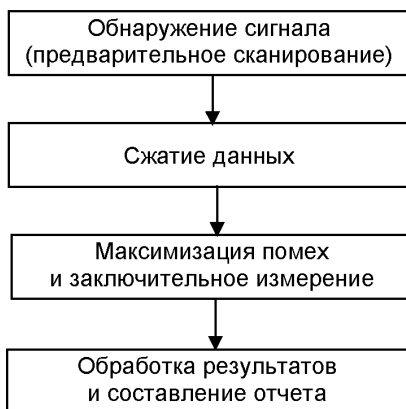 Обнаружение сигнала
(предварительное сканирование)
Сжатие данных
Максимизация помех
и заключительное измерение
Обработка результатов
и составление отчета